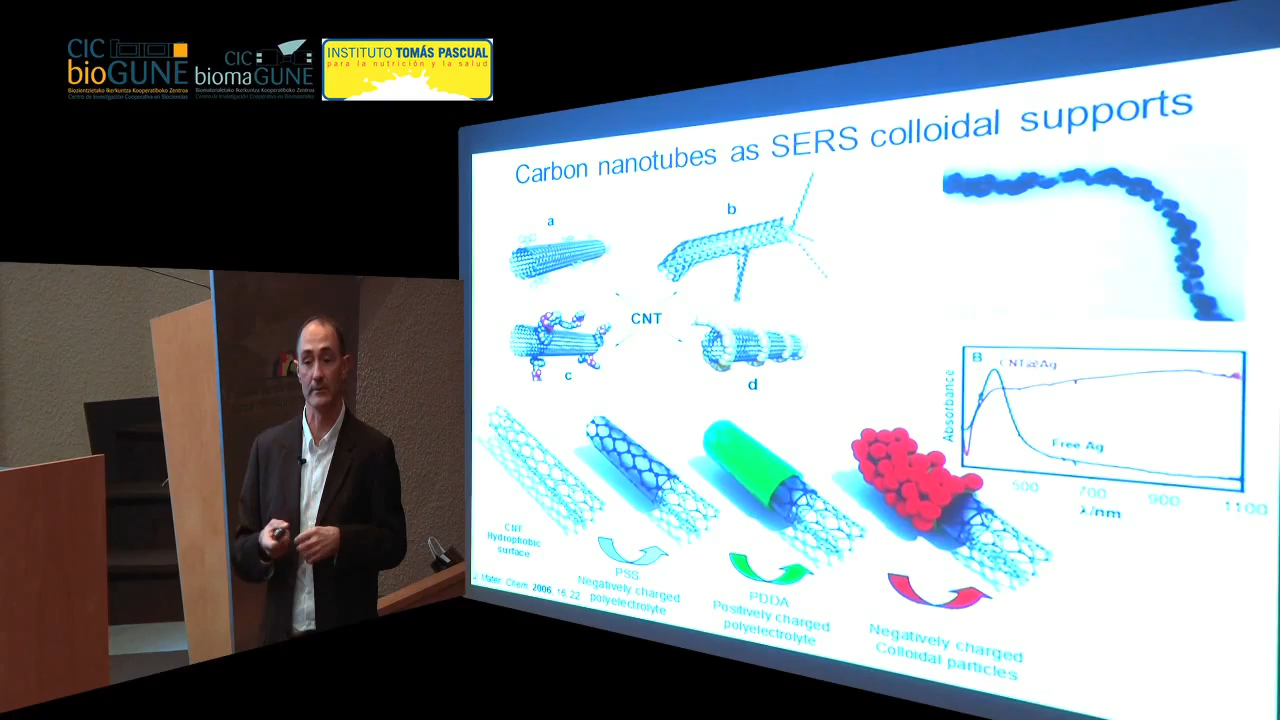 CIC
bioGUNE
Biozientzietako Ikerkuntza Kooperatiboko Zentroa
Centro de Investigación Cooperativa en Biociencias
CIC
biomaGUNE
Biomaterialetako Ikerkuntza Kooperatiboko Zentroa
Centro de Investigación Cooperativa en Biomateriales
INSTITUTO TOMÁS PASCUAL
para la nutrición y la salud
Carbon nanotubes as SERS colloidal supports
a
b
CNT
c
d
B
CNT@Ag
Free Ag
Absorbance
500
700
900
1100
λ/nm
CNT
Hydrophobic
surface
PSS
Negatively charged
polyelectrolyte
PDDA
Positively charged
polyelectrolyte
Negatively charged
Colloidal particles
J. Mater. Chem. 2006, 16, 22